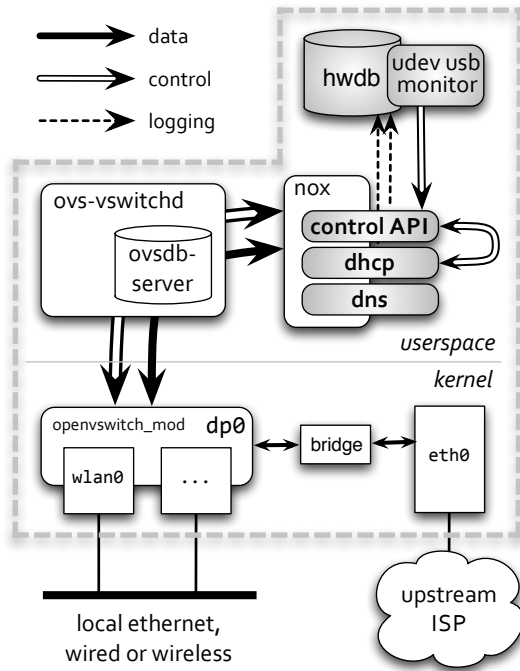 data
control
logging
hwdb
udev usb
monitor
ovs-vswitchd
ovsdb-
server
nox
control API
dhcp
dns
userspace
kernel
openvswitch_mod
dp0
wlan0
...
bridge
eth0
local ethernet,
wired or wireless
upstream
ISP